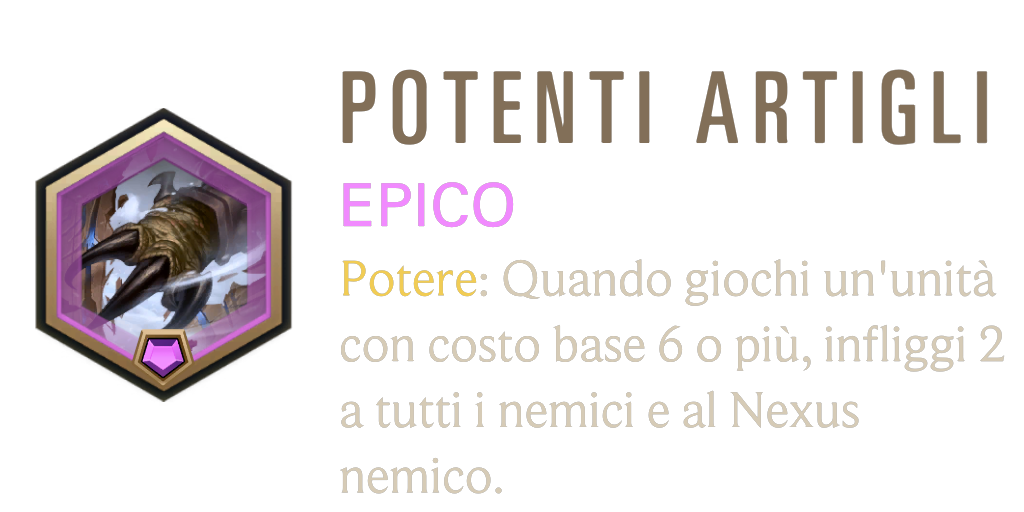 POTENTI ARTIGLI
EPICO
Potere: Quando giochi un'unità
con costo base 6 o più, infliggi 2
a tutti i nemici e al Nexus
nemico.